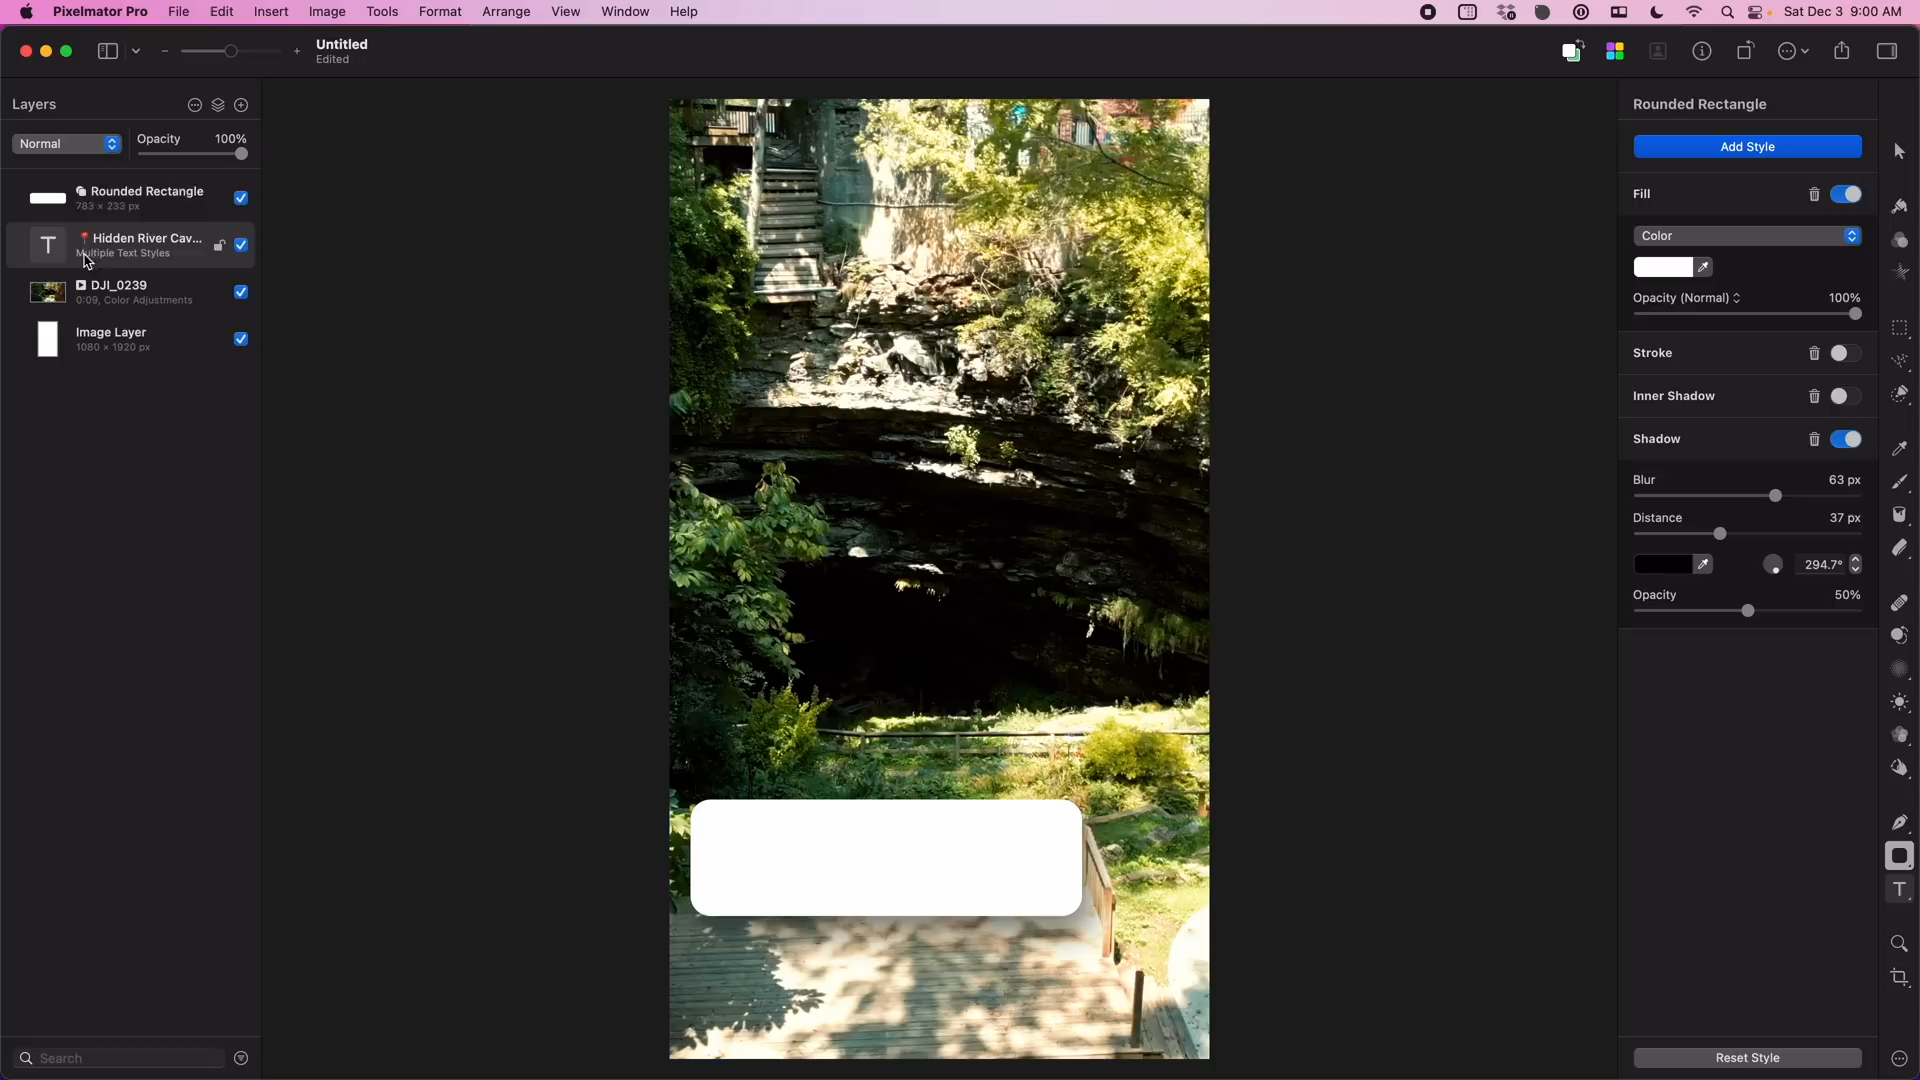 Pixelmator Pro File Edit Insert Image Tools Format Arrange View Window Help Sat Dec 3 9:00 AM
Untitled
Edited
Layers
Normal Opacity 100%
Rounded Rectangle
783 × 233 px
T 📍Hidden River Cav...
Multiple Text Styles
DJI_0239
0:09, Color Adjustments
Image Layer
1080 × 1920 px
Search
Rounded Rectangle
Add Style
Fill
Color
Opacity (Normal) 100%
Stroke
Inner Shadow
Shadow
Blur 63 px
Distance 37 px
294.7°
Opacity 50%
Reset Style